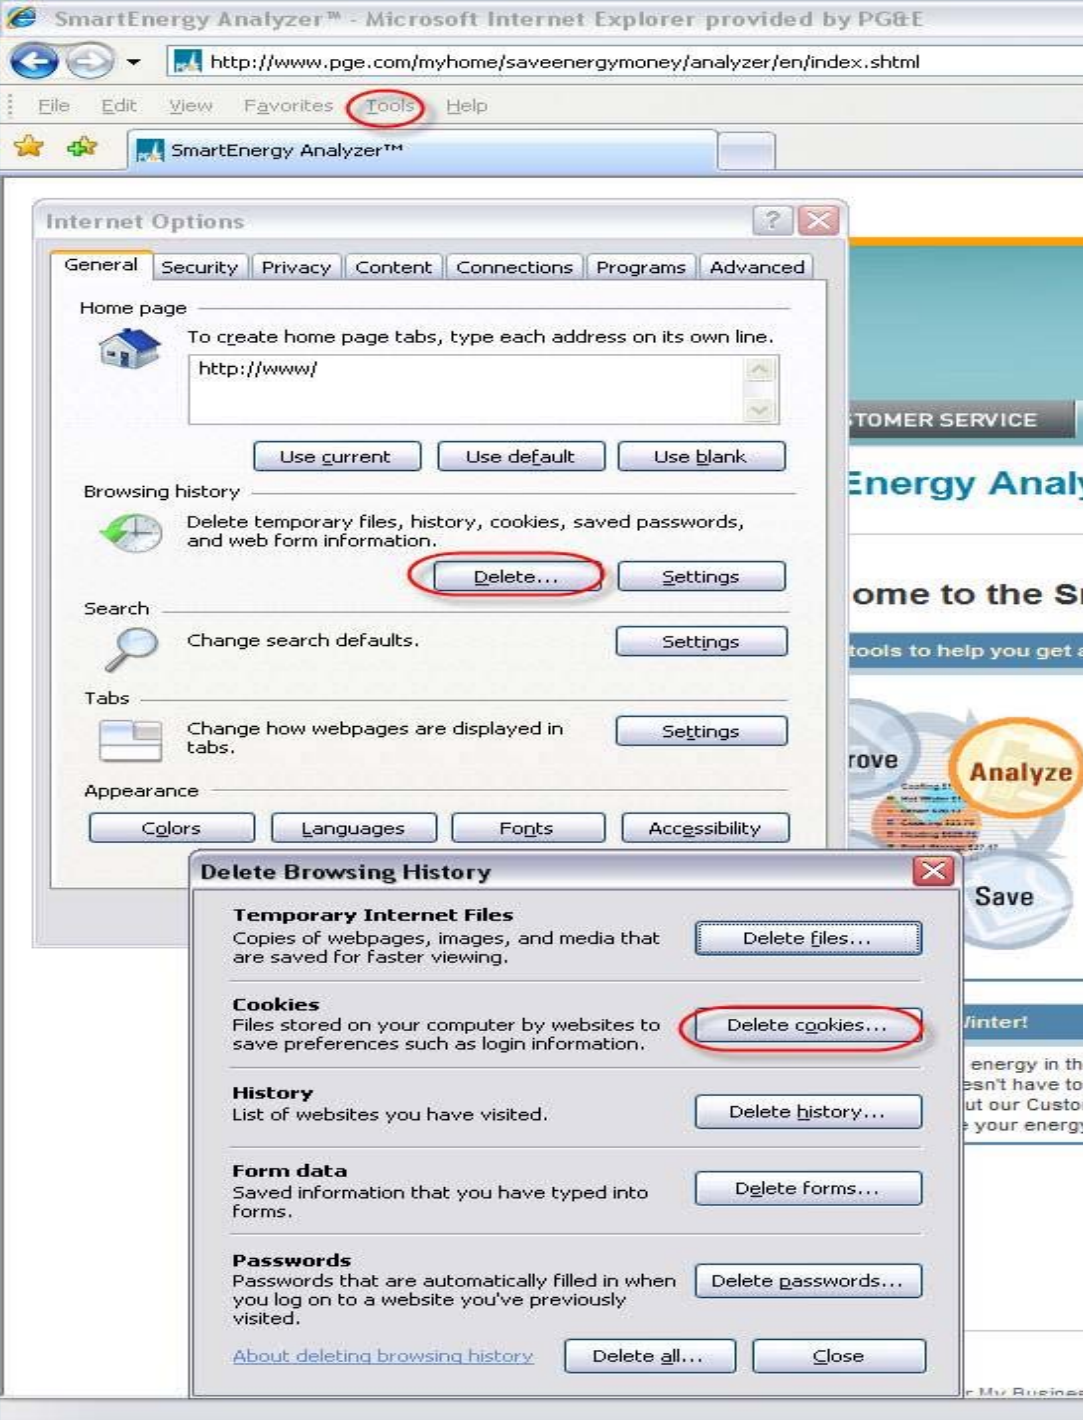 SmartEnergy Analyzer™ - Microsoft Internet Explorer provided by PG&E
http://www.pge.com/myhome/saveenergymoney/analyzer/en/index.shtml
File Edit View Favorites Tools Help
SmartEnergy Analyzer™
Internet Options
General Security Privacy Content Connections Programs Advanced
Home page
To create home page tabs, type each address on its own line.
http://www/
STOMER SERVICE
Use current Use default Use blank
Energy Analy
Browsing history
Delete temporary files, history, cookies, saved passwords,
and web form information.
Delete... Settings
ome to the S
Search
Change search defaults. Settings
tools to help you get a
Tabs
Change how webpages are displayed in
tabs.
Settings
rove
Analyze
Appearance
Colors Languages Fonts Accessibility
Delete Browsing History
Save
Temporary Internet Files
Copies of webpages, images, and media that
are saved for faster viewing.
Delete files...
Cookies
Files stored on your computer by websites to
save preferences such as login information.
Delete cookies...
Winter!
energy in th
esn't have to
ut our Custo
e your energy
History
List of websites you have visited.
Delete history...
Form data
Saved information that you have typed into
forms.
Delete forms...
Passwords
Passwords that are automatically filled in when
you log on to a website you've previously
visited.
Delete passwords...
About deleting browsing history Delete all... Close
r My Busines